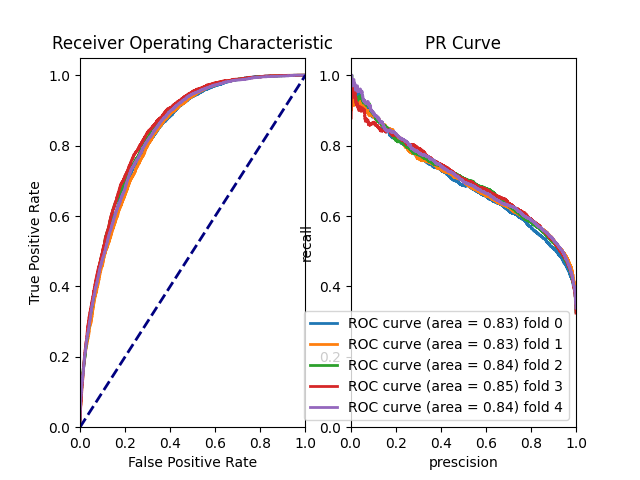 Receiver Operating Characteristic
1.0
0.8
0.6
0.4
0.2
0.0
True Positive Rate
0.0 0.2 0.4 0.6 0.8 1.0
False Positive Rate
PR Curve
1.0
0.8
0.6
0.4
0.2
0.0
recall
ROC curve (area = 0.83) fold 0
ROC curve (area = 0.83) fold 1
ROC curve (area = 0.84) fold 2
ROC curve (area = 0.85) fold 3
ROC curve (area = 0.84) fold 4
0.0 0.2 0.4 0.6 0.8 1.0
prescision